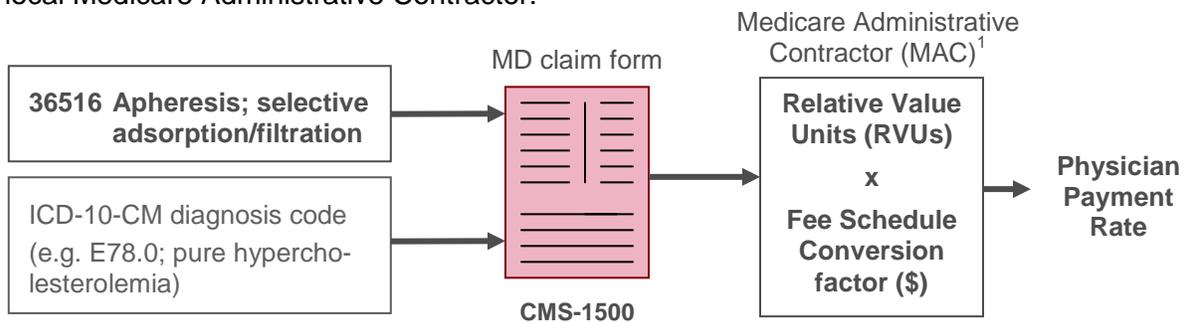 local Medicare Administrative Contractor.
Medicare Administrative
Contractor (MAC)1
MD claim form
36516 Apheresis; selective
adsorption/filtration
ICD-10-CM diagnosis code
(e.g. E78.0; pure hypercho-
lesterolemia)
CMS-1500
Relative Value
Units (RVUs)
x
Fee Schedule
Conversion
factor ($)
Physician
Payment
Rate